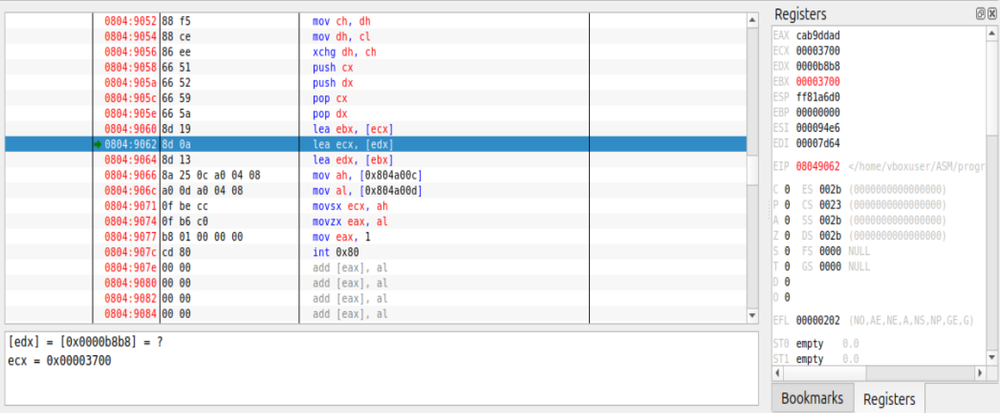 0804:9052 88 f5 mov ch, dh
0804:9054 88 ce mov dh, cl
0804:9056 86 ee xchg dh, ch
0804:9058 66 51 push cx
0804:905a 66 52 push dx
0804:905c 66 59 pop cx
0804:905e 66 5a pop dx
0804:9060 8d 19 lea ebx, [ecx]
0804:9062 8d 0a lea ecx, [edx]
0804:9064 8d 13 lea edx, [ebx]
0804:9066 8a 25 0c a0 04 08 mov ah, [0x804a00c]
0804:906c a0 0d a0 04 08 mov al, [0x804a00d]
0804:9071 0f be cc movsx ecx, ah
0804:9074 0f b6 c0 movzx eax, al
0804:9077 b8 01 00 00 00 mov eax, 1
0804:907c cd 80 int 0x80
0804:907e 00 00 add [eax], al
0804:9080 00 00 add [eax], al
0804:9082 00 00 add [eax], al
0804:9084 00 00 add [eax], al
[edx] = [0x0000b8b8] = ?
ecx = 0x00003700
Registers
EAX cab9ddad
ECX 00003700
EDX 0000b8b8
EBX 00003700
ESP ff81a6d0
EBP 00000000
ESI 000094e6
EDI 00007d64
EIP 08049062 </home/vboxuser/ASM/progr
C 0 ES 002b (0000000000000000)
P 0 CS 0023 (0000000000000000)
A 0 SS 002b (0000000000000000)
Z 0 DS 002b (0000000000000000)
S 0 FS 0000 NULL
T 0 GS 0000 NULL
D 0
O 0
EFL 00000202 (NO,AE,NE,A,NS,NP,GE,G)
ST0 empty 0.0
ST1 empty 0.0
Bookmarks Registers